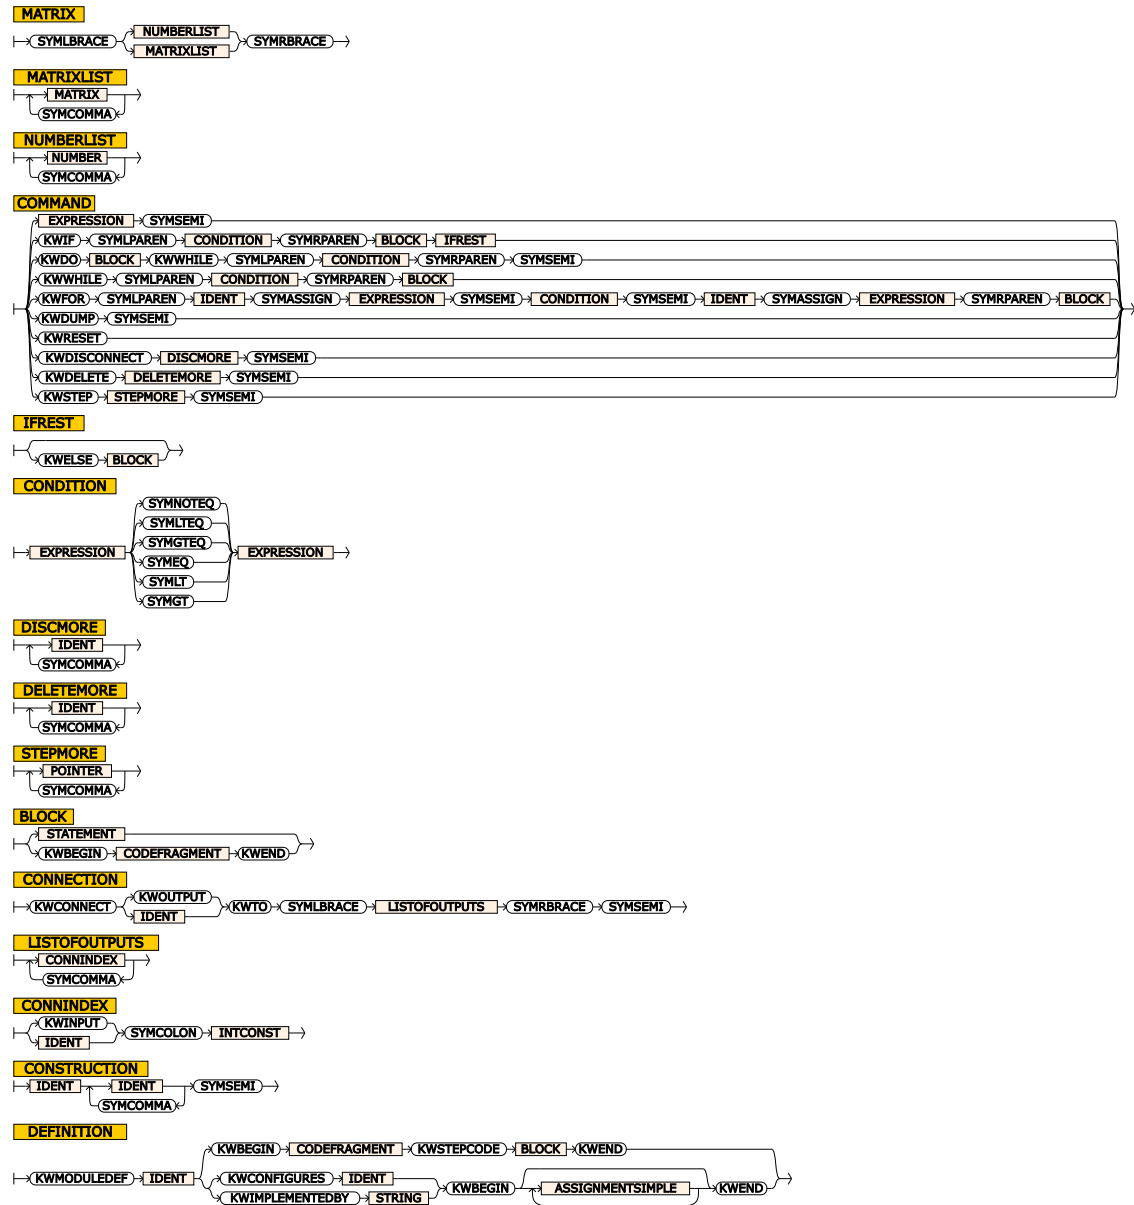 MATRIX
NUMBERLIST
SYMLBRACE SYMRBRACE
MATRIXLIST
MATRIXLIST
MATRIX
SYMCOMMA
NUMBERLIST
NUMBER
SYMCOMMA
COMMAND
EXPRESSION SYMSEMI
KWIF SYMLPAREN CONDITION SYMRPAREN BLOCK IFREST
KWDO BLOCK KWWHILE SYMLPAREN CONDITION SYMRPAREN SYMSEMI
KWWHILE SYMLPAREN CONDITION SYMRPAREN BLOCK
KWFOR SYMLPAREN IDENT SYMASSIGN EXPRESSION SYMSEMI CONDITION SYMSEMI IDENT SYMASSIGN EXPRESSION SYMRPAREN BLOCK
KWDUMP SYMSEMI
KWRESET
KWDISCONNECT DISCMORE SYMSEMI
KWDELETE DELETEMORE SYMSEMI
KWSTEP STEPMORE SYMSEMI
IFREST
KWELSE BLOCK
CONDITION
SYMNOTEQ
SYMLTEQ
SYMGTEQ
EXPRESSION EXPRESSION
SYMEQ
SYMLT
SYMGT
DISCMORE
IDENT
SYMCOMMA
DELETEMORE
IDENT
SYMCOMMA
STEPMORE
POINTER
SYMCOMMA
BLOCK
STATEMENT
KWBEGIN CODEFRAGMENT KWEND
CONNECTION
KWOUTPUT
KWCONNECT KWTO SYMLBRACE LISTOFOUTPUTS SYMRBRACE SYMSEMI
IDENT
LISTOFOUTPUTS
CONNINDEX
SYMCOMMA
CONNINDEX
KWINPUT
SYMCOLON INTCONST
IDENT
CONSTRUCTION
IDENT IDENT SYMSEMI
SYMCOMMA
DEFINITION
KWBEGIN CODEFRAGMENT KWSTEPCODE BLOCK KWEND
KWMODULEDEF IDENT KWCONFIGURES IDENT
KWBEGIN ASSIGNMENTSIMPLE KWEND
KWIMPLEMENTEDBY STRING